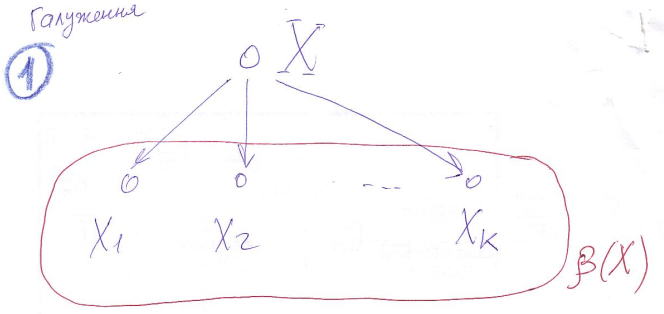 Галуження
1
X
----
X1 X2 XK
β(X)